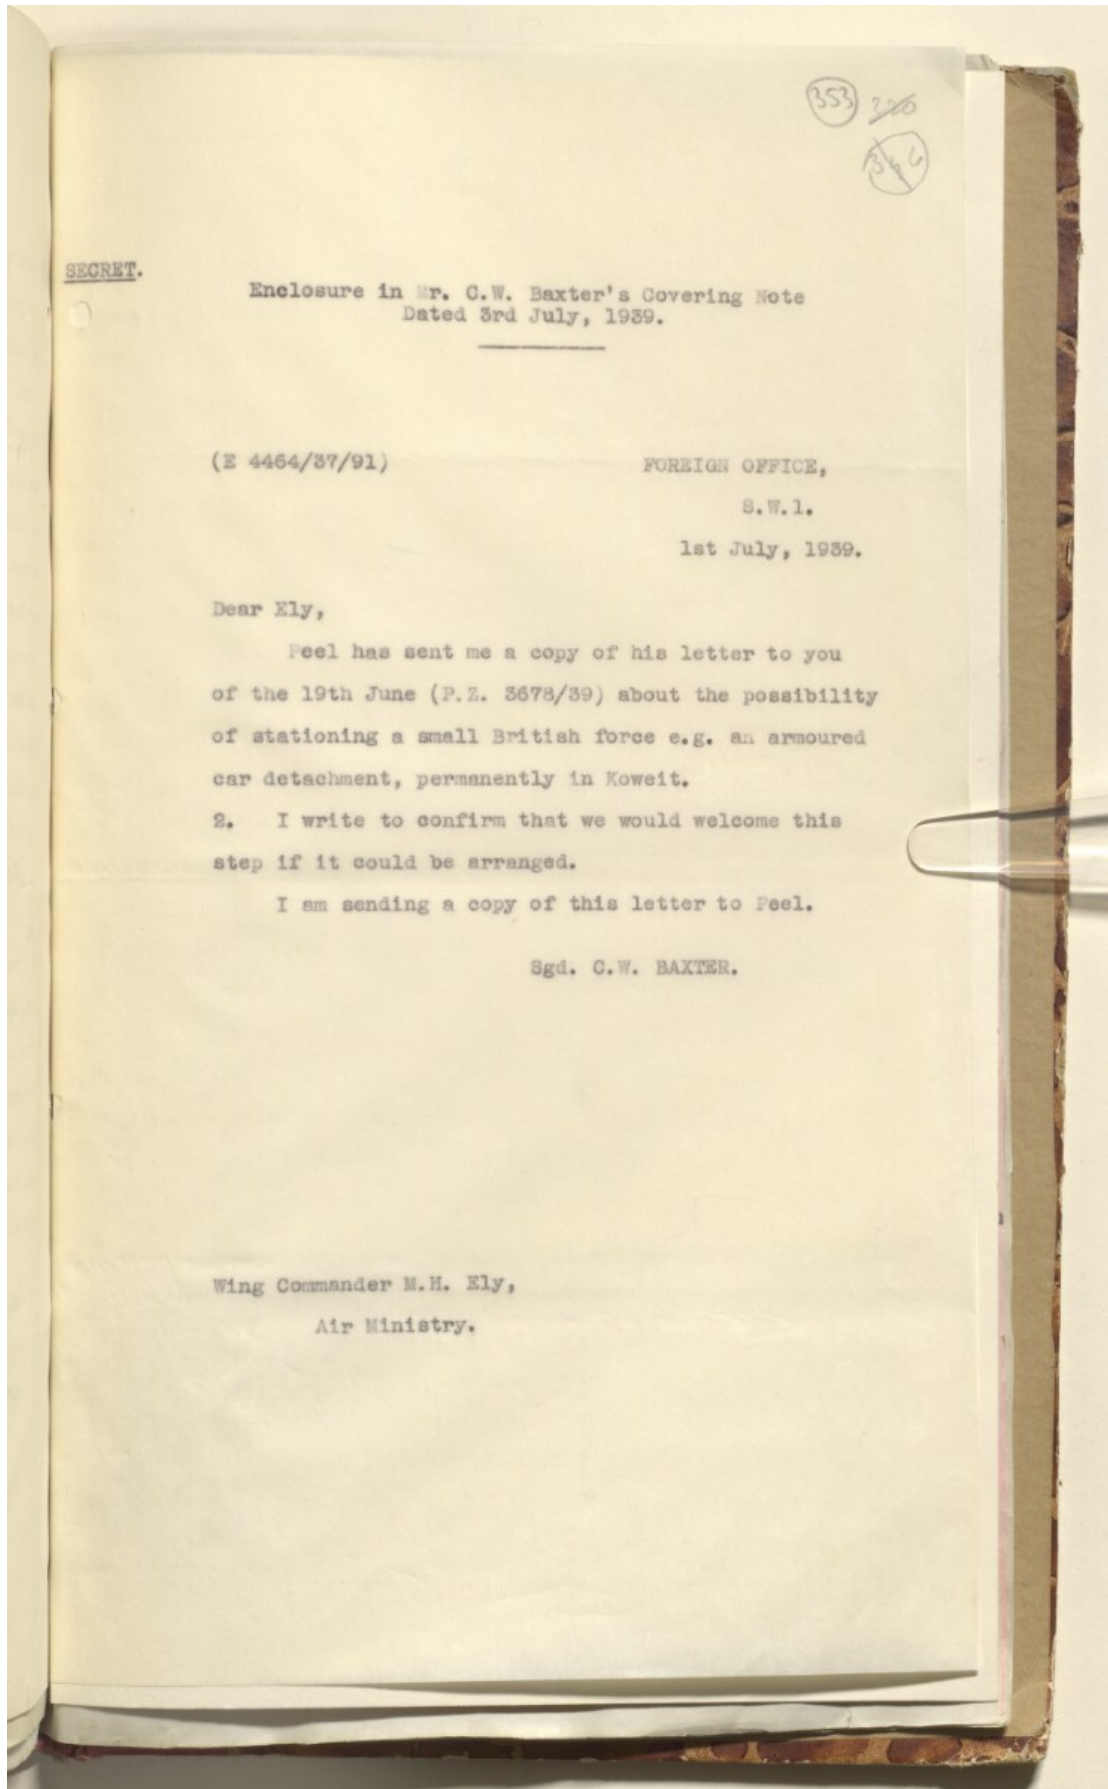 353 320
346
SECRET.
Enclosure in Mr. C.W. Baxter's Covering Note
Dated 3rd July, 1939.
(E 4464/37/91)
FOREIGN OFFICE,
S.W.1.
1st July, 1939.
Dear Ely,
Peel has sent me a copy of his letter to you
of the 19th June (P.Z. 3678/39) about the possibility
of stationing a small British force e.g. an armoured
car detachment, permanently in Koweit.
2. I write to confirm that we would welcome this
step if it could be arranged.
I am sending a copy of this letter to Peel.
Sgd. C.W. BAXTER.
Wing Commander M.H. Ely,
Air Ministry.